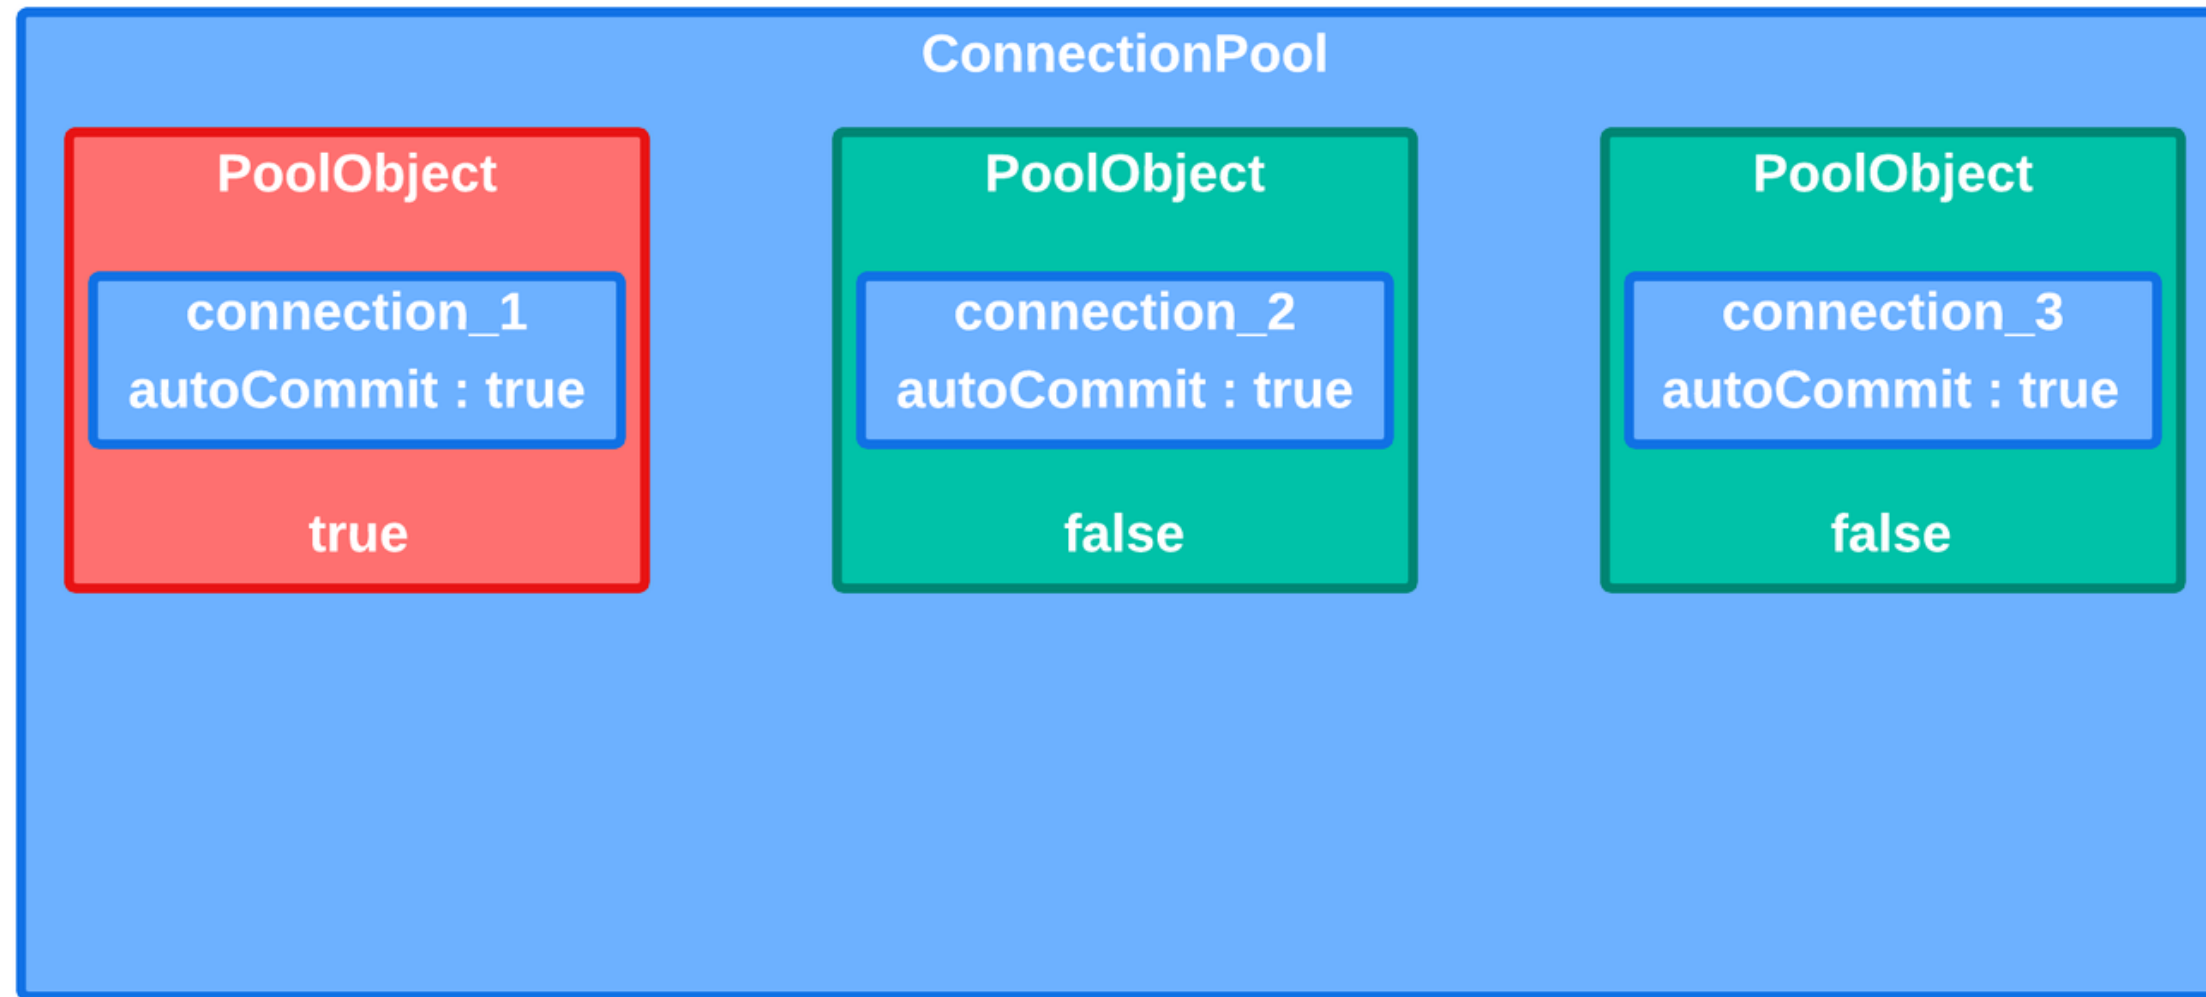 ConnectionPool
PoolObject
connection_1
autoCommit : true
true
PoolObject
connection_2
autoCommit : true
false
PoolObject
connection_3
autoCommit : true
false